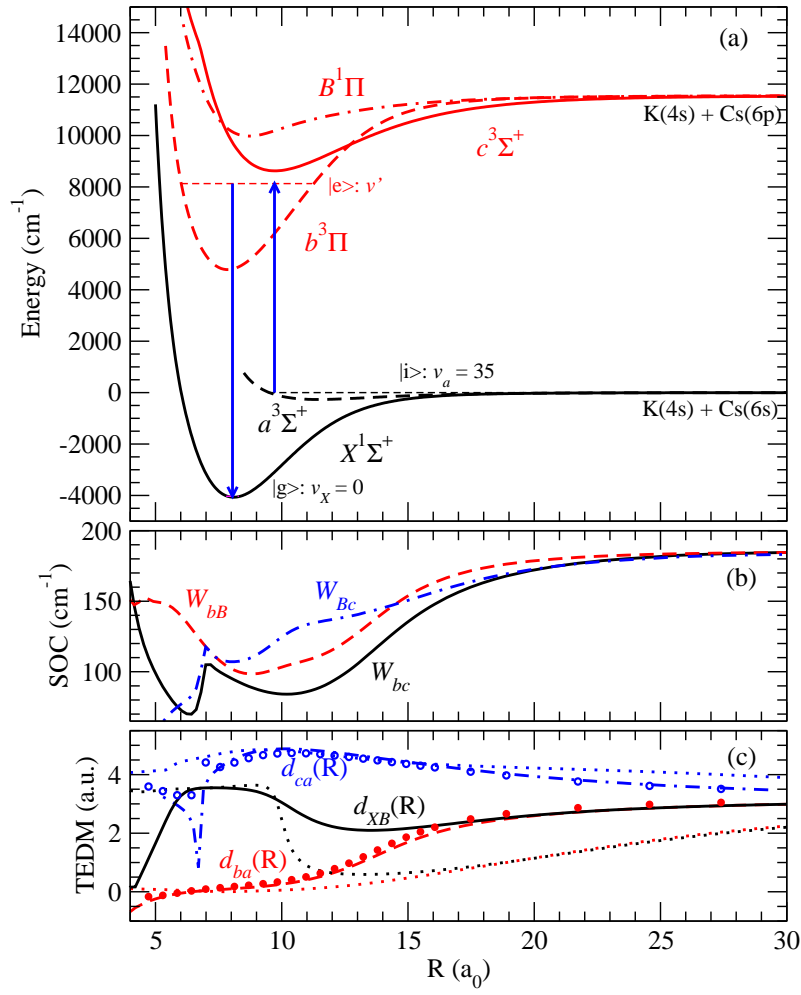 (a)
14000
12000
10000
8000
6000
4000
2000
0
-2000
-4000
Energy (cm⁻¹)
B¹Π
K(4s) + Cs(6p)
c³Σ⁺
|e>: v'
b³Π
|i>: v_a = 35
K(4s) + Cs(6s)
a³Σ⁺
X¹Σ⁺
|g>: v_X = 0
(b)
200
150
100
SOC (cm⁻¹)
W_bB
W_Bc
W_bc
(c)
4
2
0
TEDM (a.u.)
d_ca(R)
d_XB(R)
d_ba(R)
5 10 15 20 25 30
R (a₀)